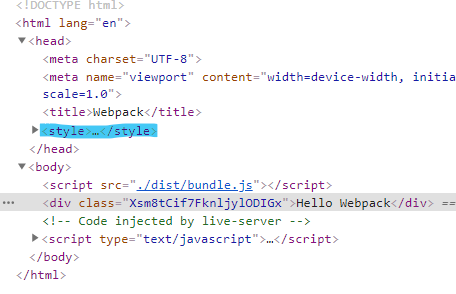 <!DOCTYPE html>
<html lang="en">
▼<head>
<meta charset="UTF-8">
<meta name="viewport" content="width=device-width, initia
scale=1.0">
<title>Webpack</title>
▶<style>…</style>
</head>
▼<body>
<script src="./dist/bundle.js"></script>
<div class="Xsm8tCif7FknljylODIGx">Hello Webpack</div> ==
<!-- Code injected by live-server -->
▶<script type="text/javascript">…</script>
</body>
</html>